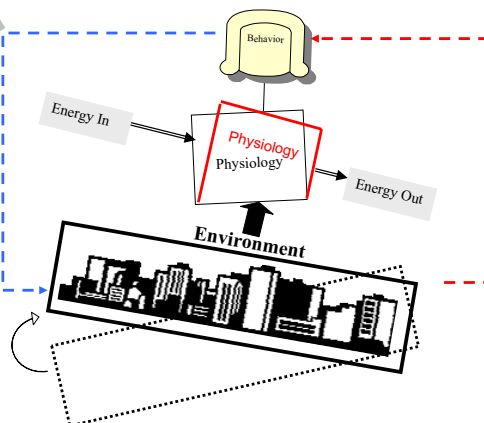 Behavior
Energy In
Physiology
Physiology
Energy Out
Environment